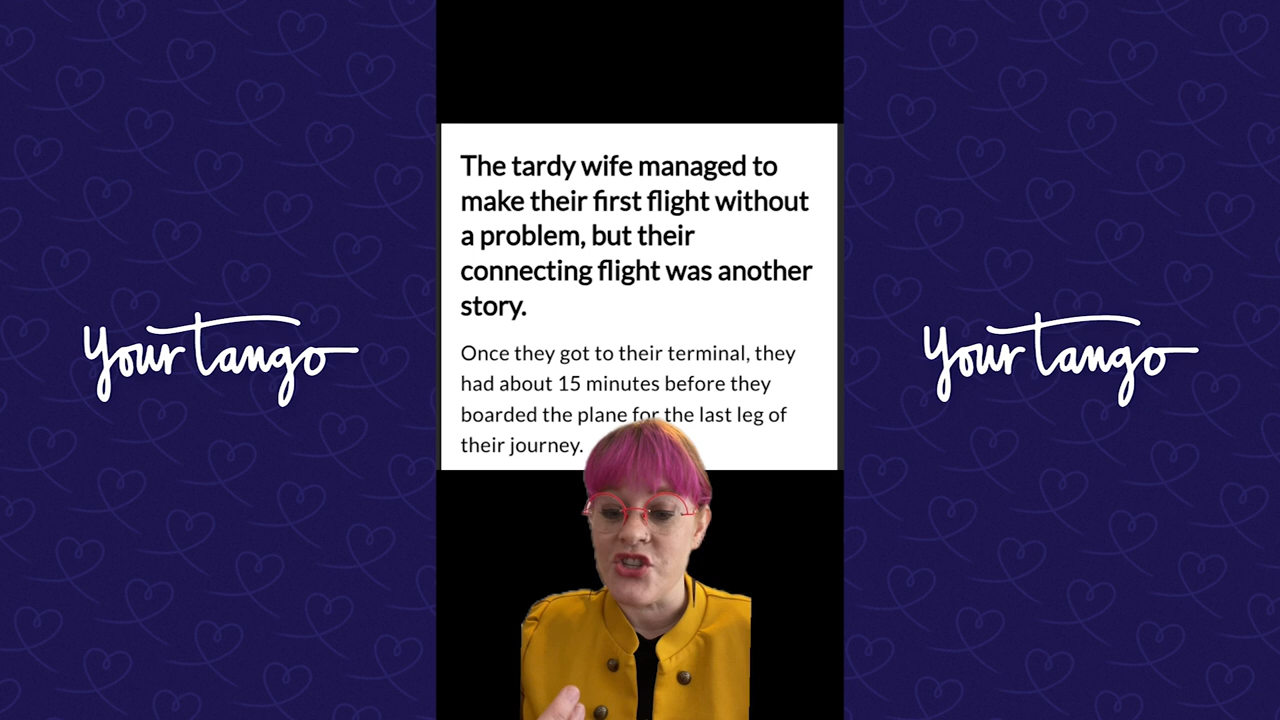 The tardy wife managed to
make their first flight without
a problem, but their
connecting flight was another
story.
Once they got to their terminal, they
had about 15 minutes before they
boarded the plane for the last leg of
their journey.
Your Tango
Your Tango